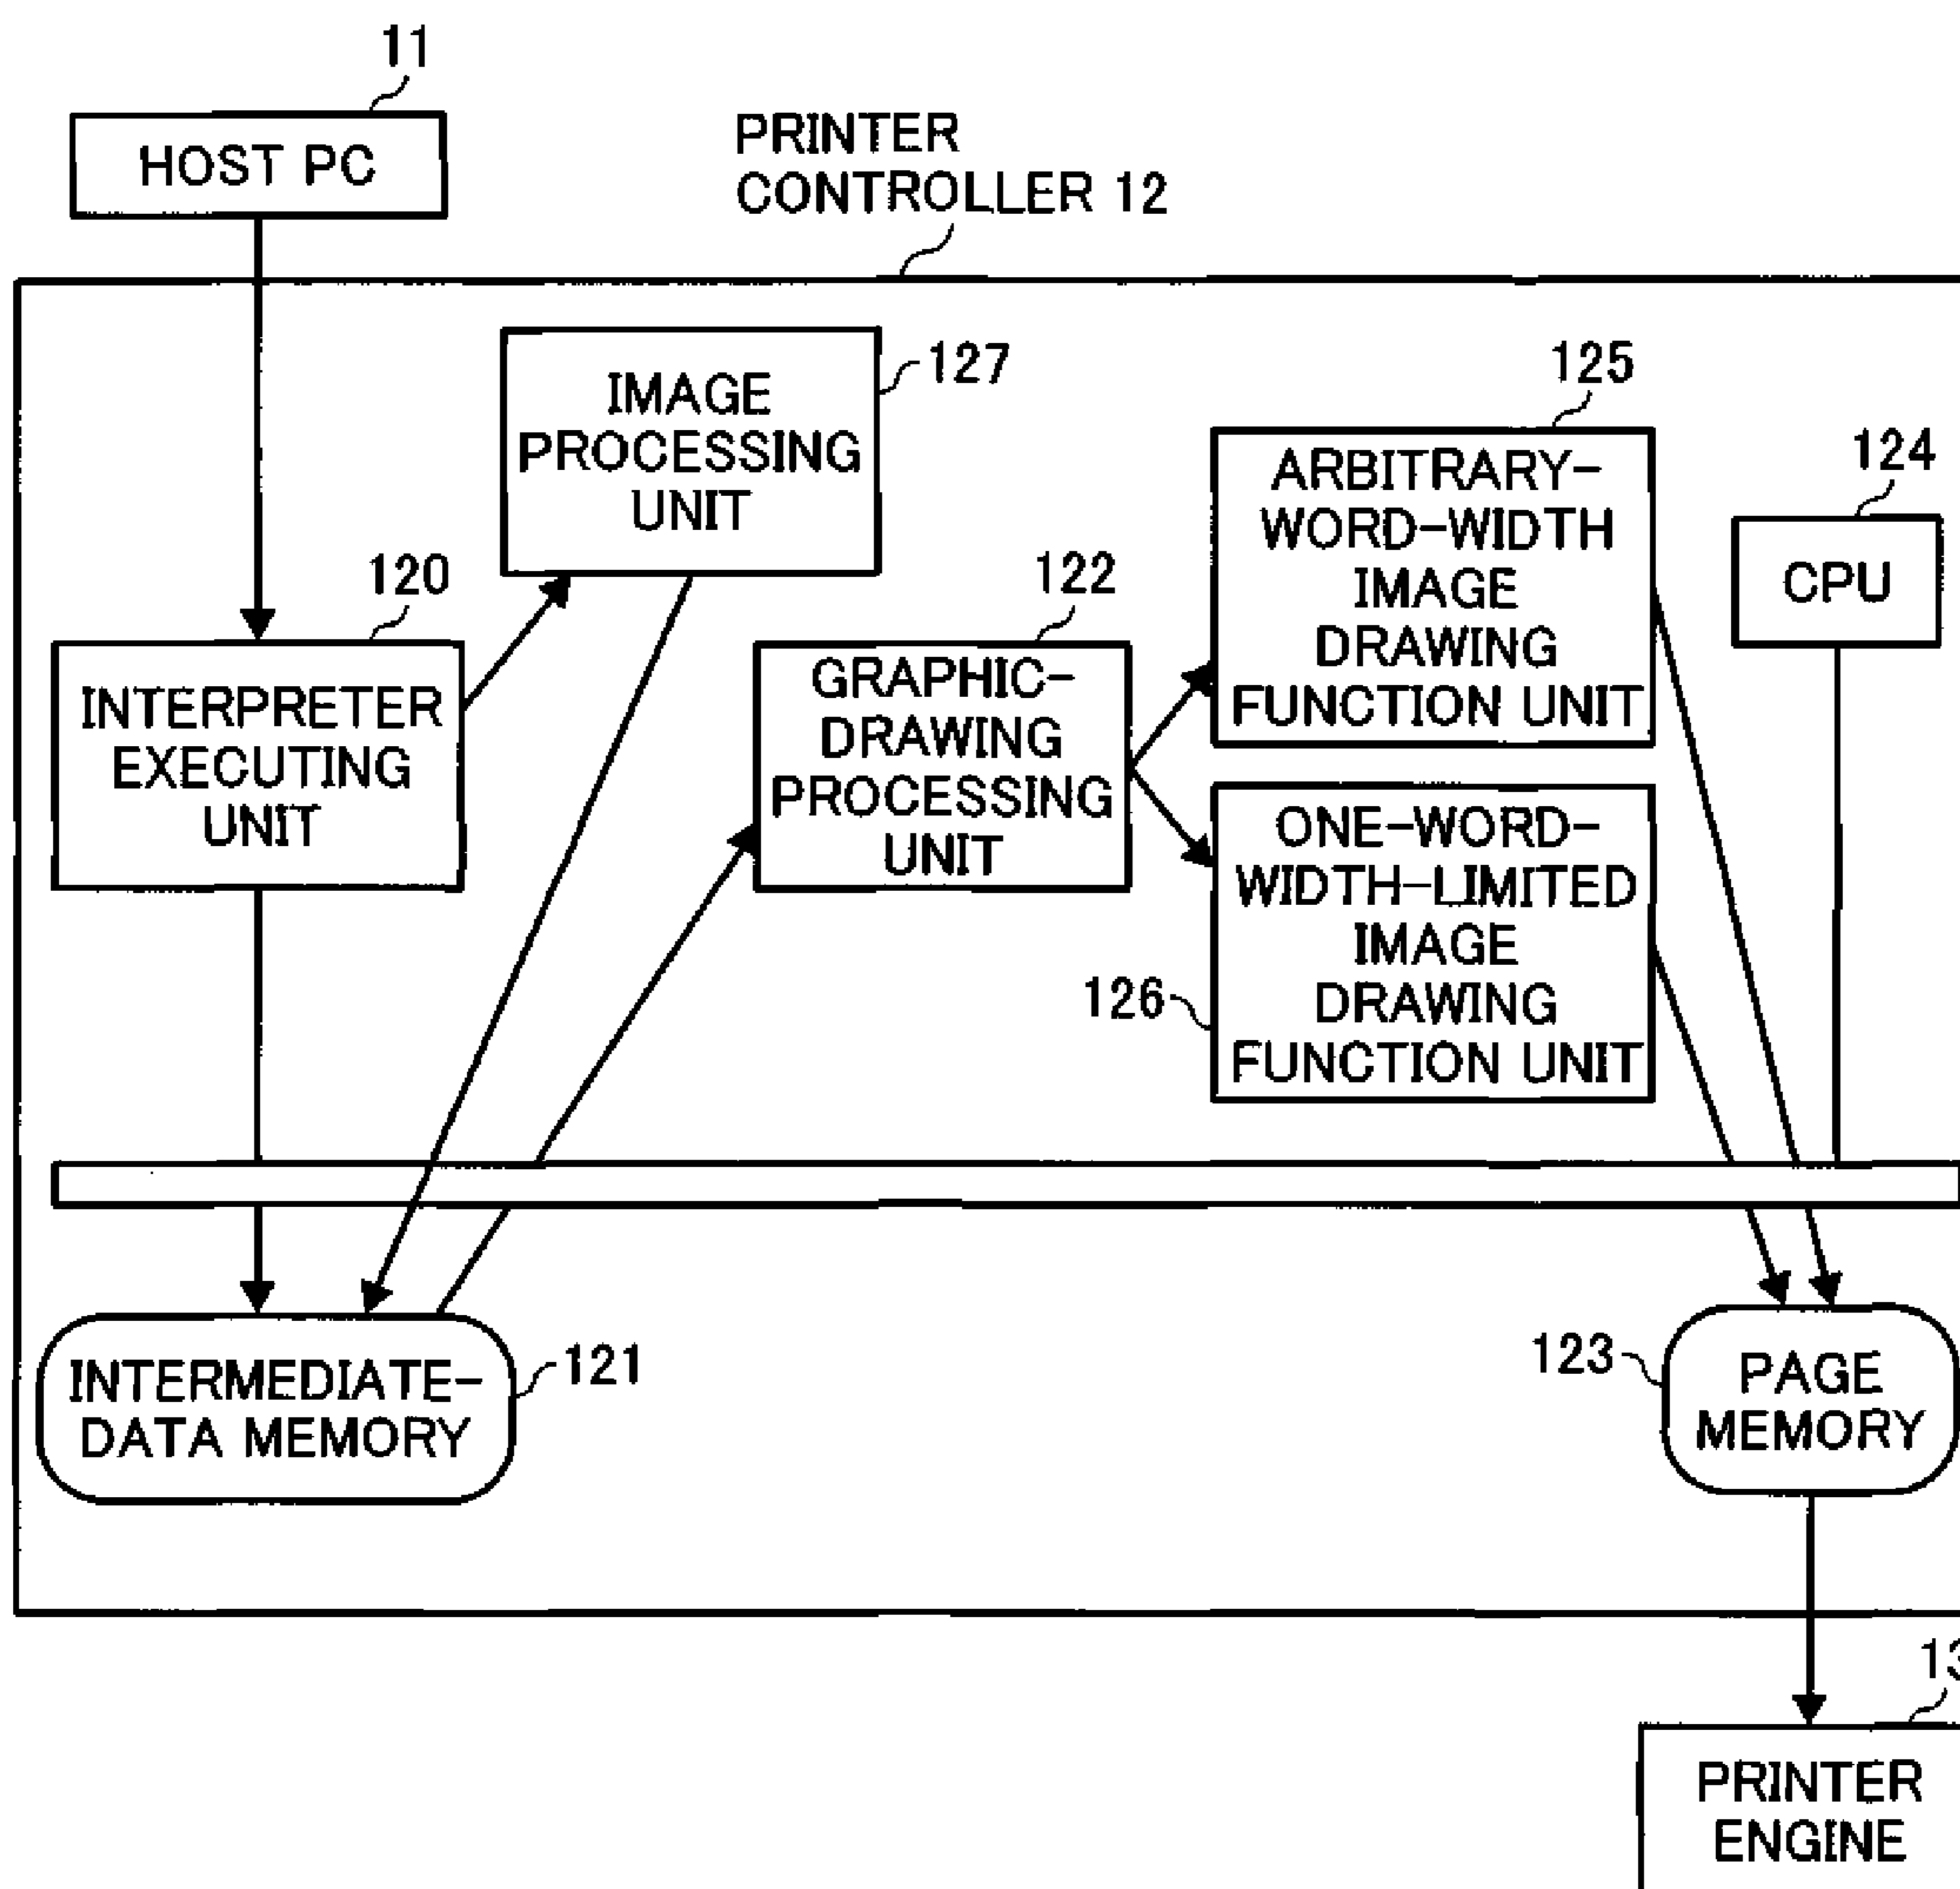 11
HOST PC
PRINTER
CONTROLLER 12
127
IMAGE
PROCESSING
UNIT
125
ARBITRARY-
WORD-WIDTH
IMAGE
DRAWING
FUNCTION UNIT
124
CPU
120
INTERPRETER
EXECUTING
UNIT
122
GRAPHIC-
DRAWING
PROCESSING
UNIT
ONE-WORD-
WIDTH-LIMITED
IMAGE
DRAWING
FUNCTION UNIT
126
INTERMEDIATE-
DATA MEMORY
121
123
PAGE
MEMORY
13
PRINTER
ENGINE